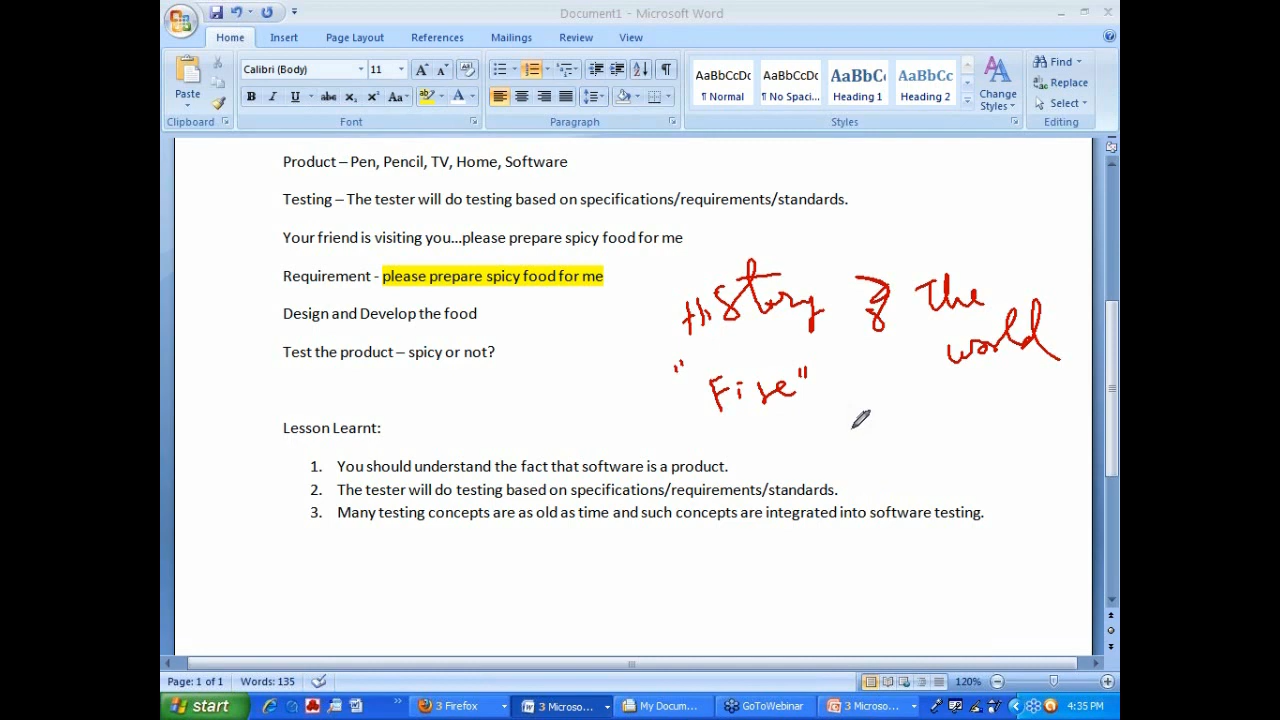 Document1 - Microsoft Word
Home Insert Page Layout References Mailings Review View
Calibri (Body) 11
AaBbCcDc AaBbCcDc AaBbC AaBbCc
Paste
¶ Normal ¶ No Spaci... Heading 1 Heading 2 Change Styles
Find
Replace
Select
Clipboard Font Paragraph Styles Editing
Product – Pen, Pencil, TV, Home, Software
Testing – The tester will do testing based on specifications/requirements/standards.
Your friend is visiting you...please prepare spicy food for me
Requirement - please prepare spicy food for me
History of The world
Design and Develop the food
Test the product – spicy or not?
"Fire"
Lesson Learnt:
1. You should understand the fact that software is a product.
2. The tester will do testing based on specifications/requirements/standards.
3. Many testing concepts are as old as time and such concepts are integrated into software testing.
Page: 1 of 1 Words: 135 120%
start 3 Firefox 3 Microso... My Docum... GoToWebinar 3 Microso... 4:35 PM